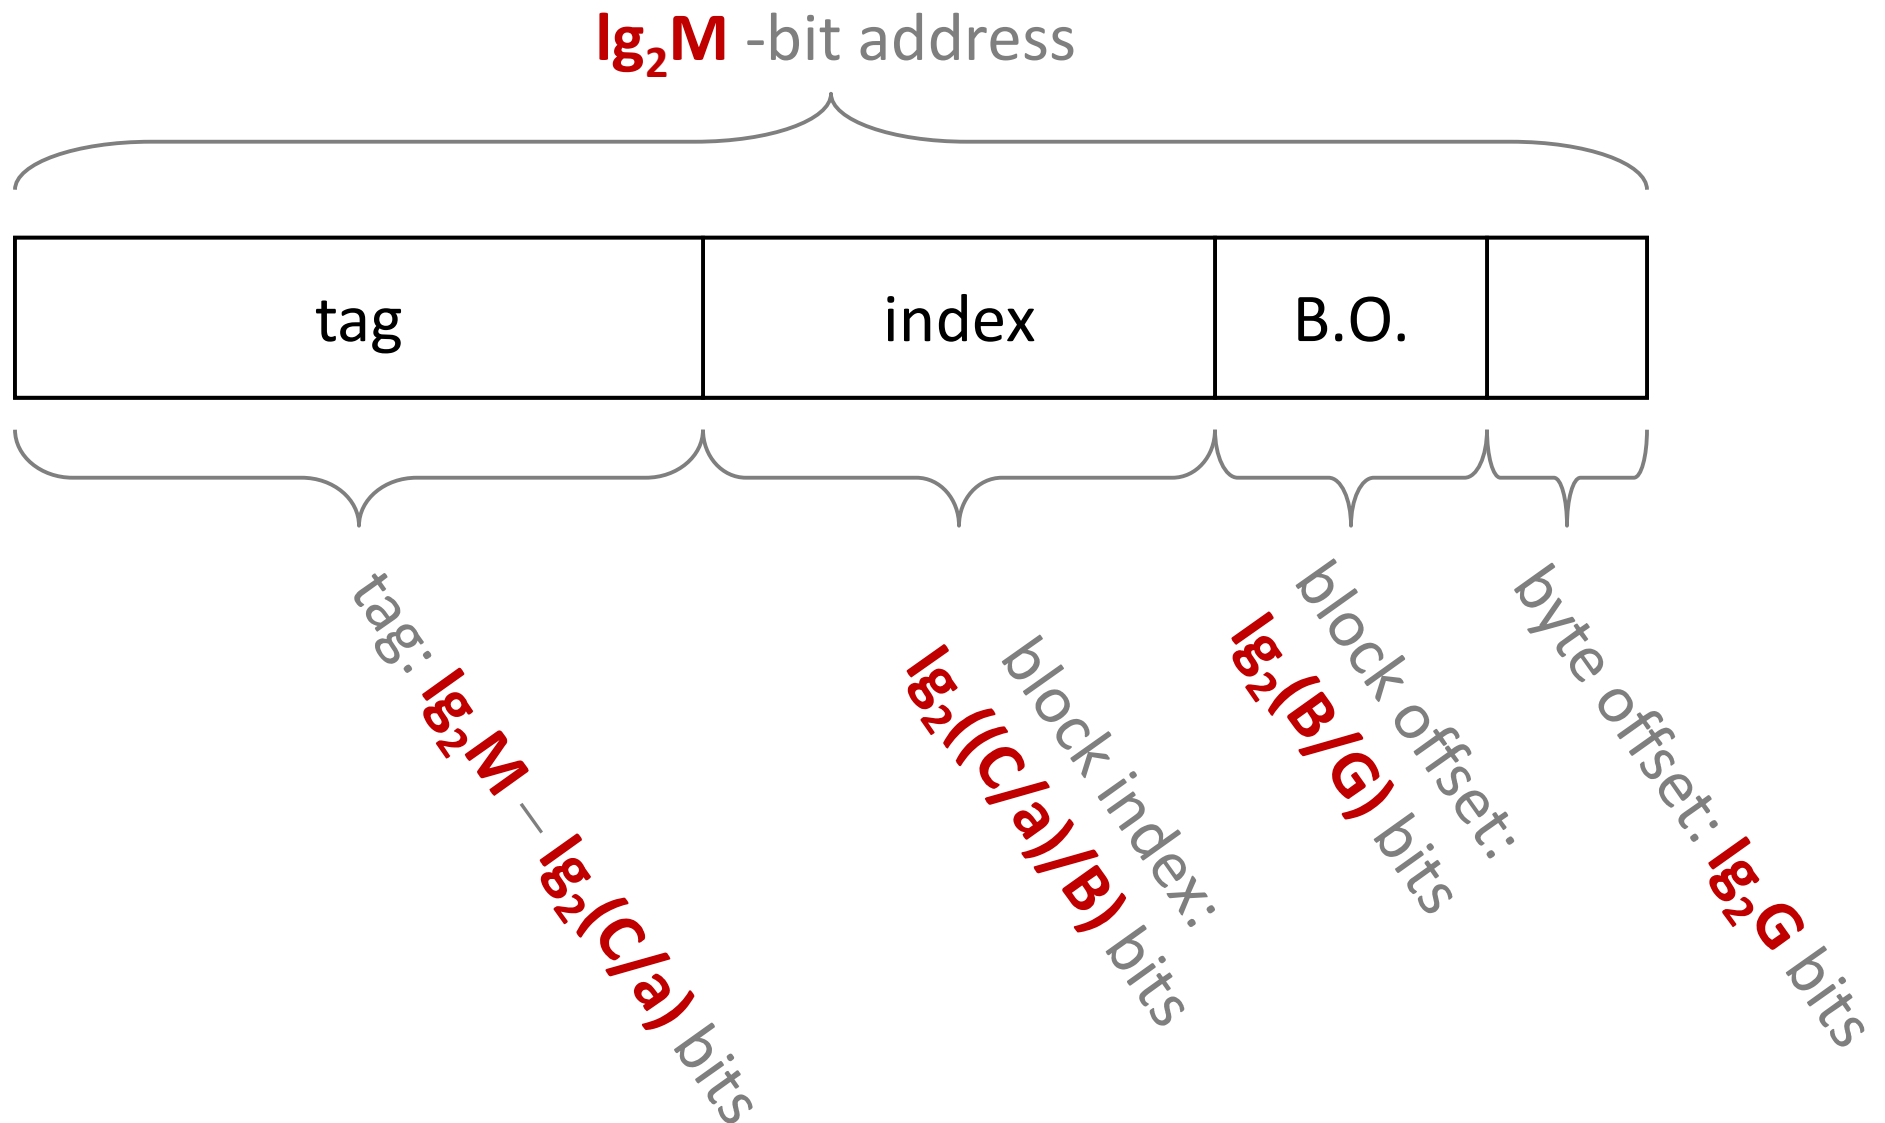 lg₂M -bit address
tag
index
B.O.
tag: lg₂M – lg₂((C/a) bits
block index:
lg₂(((C/a)/B) bits
block offset:
lg₂(B/G) bits
byte offset: lg₂G bits